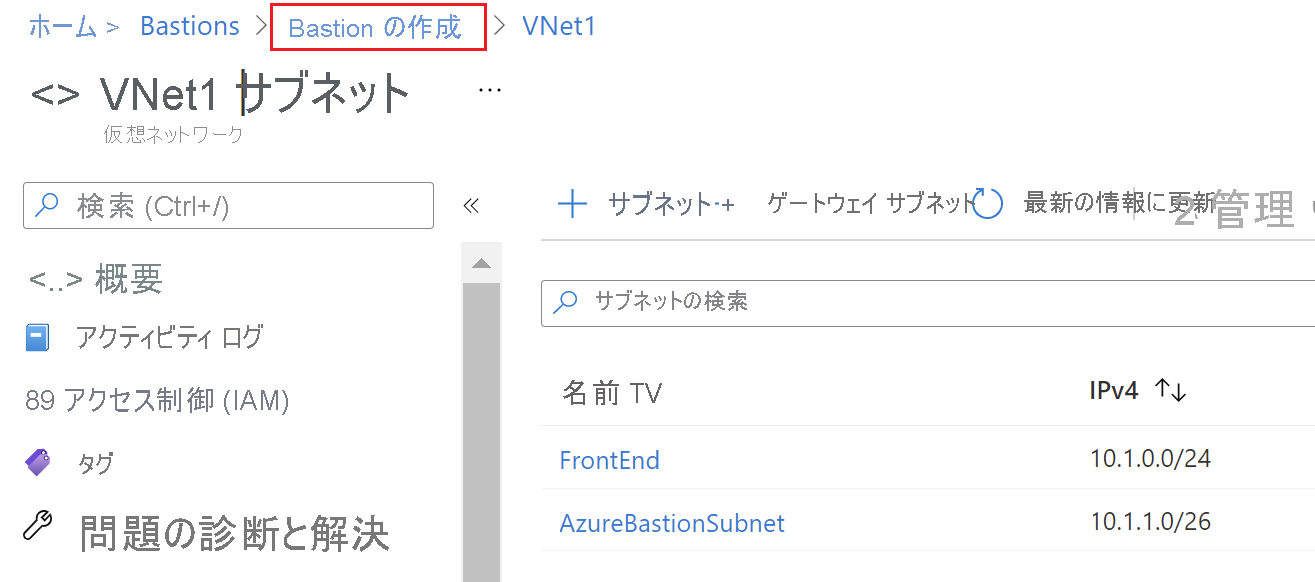 ホーム > Bastions > Bastion の作成 > VNet1
<> VNet1 サブネット ...
仮想ネットワーク
検索 (Ctrl+/) «
+ サブネット·+ ゲートウェイ サブネット 最新の情報に更新 2 管理
<..> 概要
サブネットの検索
アクティビティ ログ
名前 TV IPv4 ↑↓
89 アクセス制御 (IAM)
FrontEnd 10.1.0.0/24
タグ
AzureBastionSubnet 10.1.1.0/26
問題の診断と解決